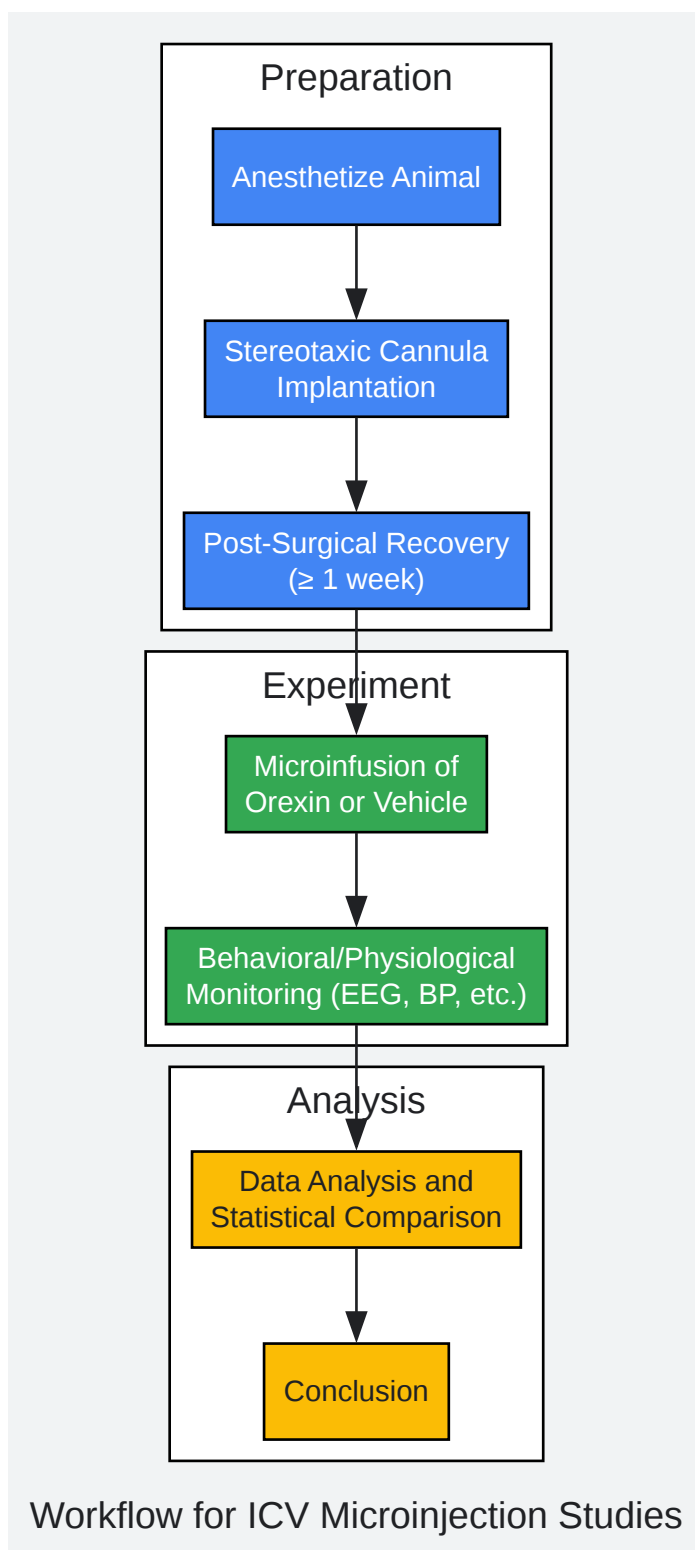 Preparation
Anesthetize Animal
Stereotaxic Cannula
Implantation
Post-Surgical Recovery
(≥ 1 week)
Experiment
Microinfusion of
Orexin or Vehicle
Behavioral/Physiological
Monitoring (EEG, BP, etc.)
Analysis
Data Analysis and
Statistical Comparison
Conclusion
Workflow for ICV Microinjection Studies